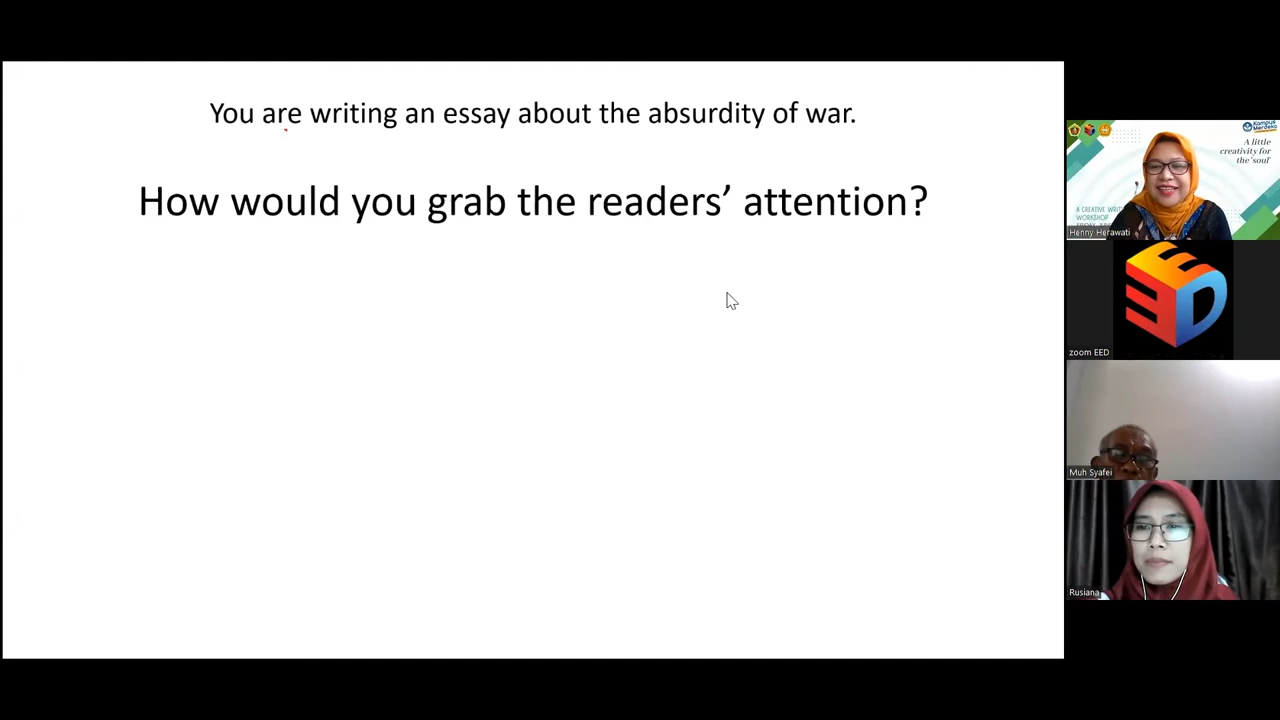 You are writing an essay about the absurdity of war.
How would you grab the readers’ attention?
Kampus
Merdeka
A little
creativity for
the 'soul'
A CREATIVE WRIT
WORKSHOP
Henny Herawati
zoom EED
Muh Syafei
Rusiana